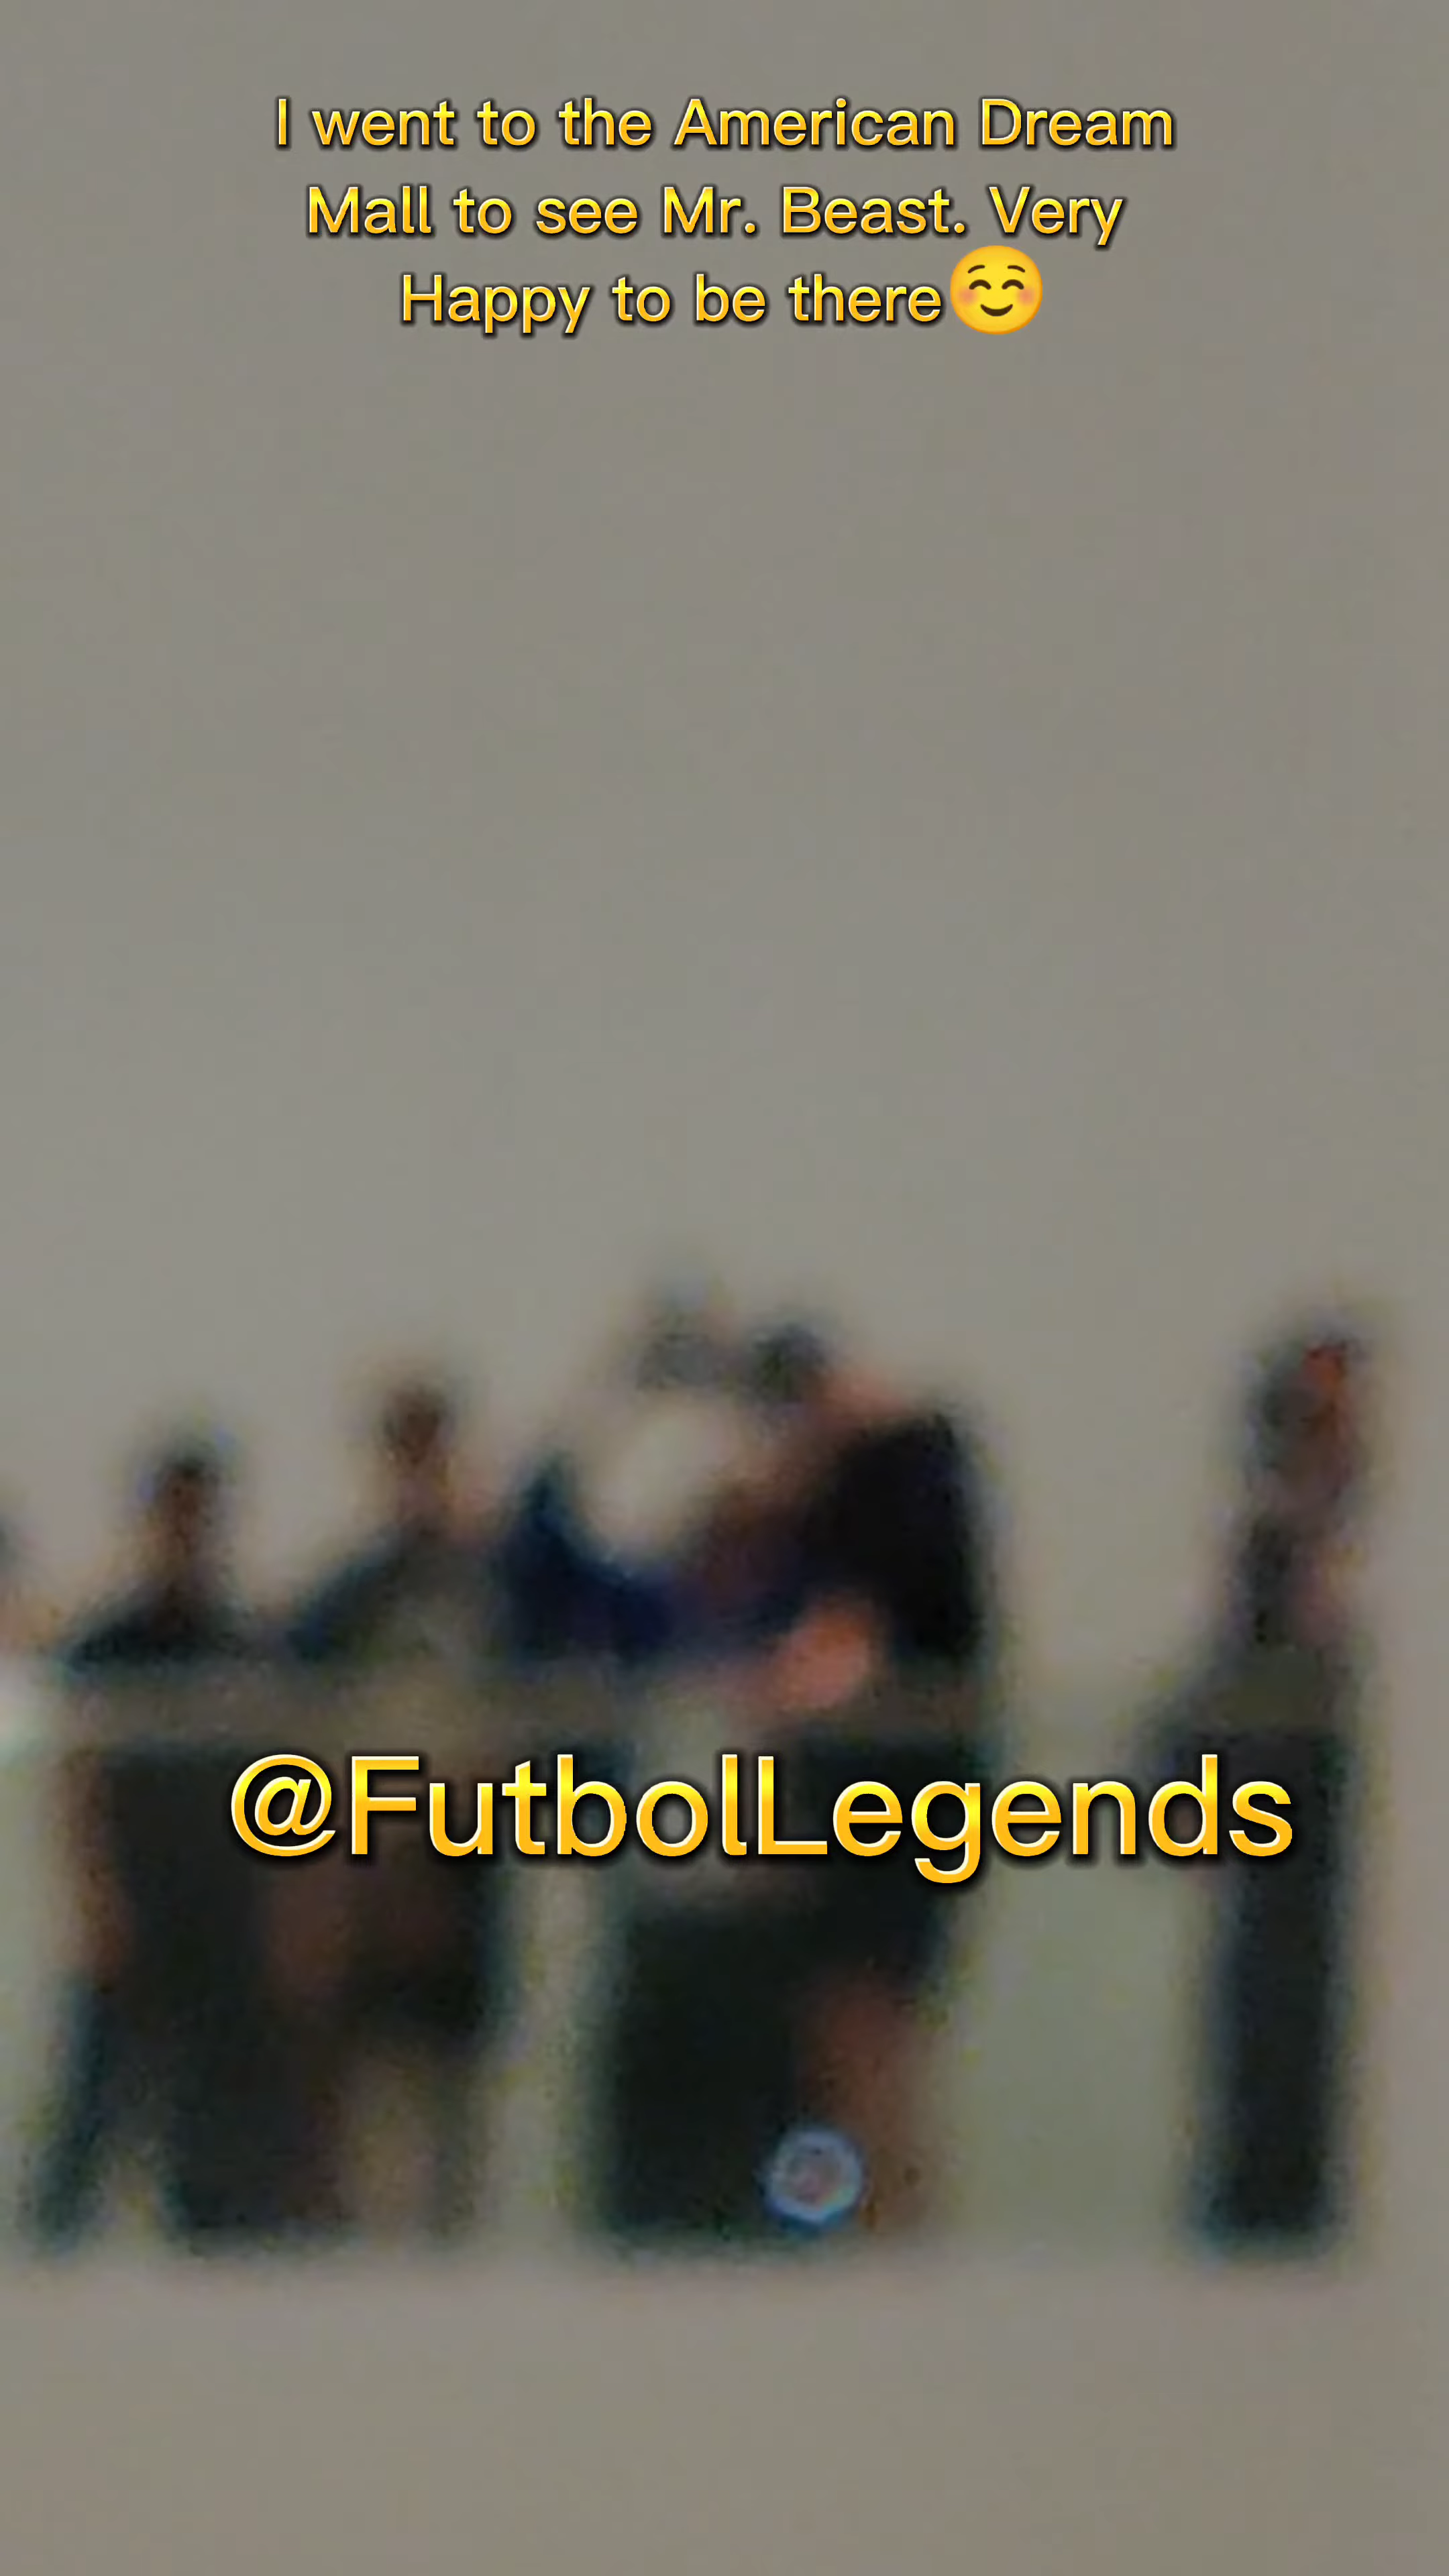 I went to the American Dream
Mall to see Mr. Beast. Very
Happy to be there☺️
@FutbolLegends